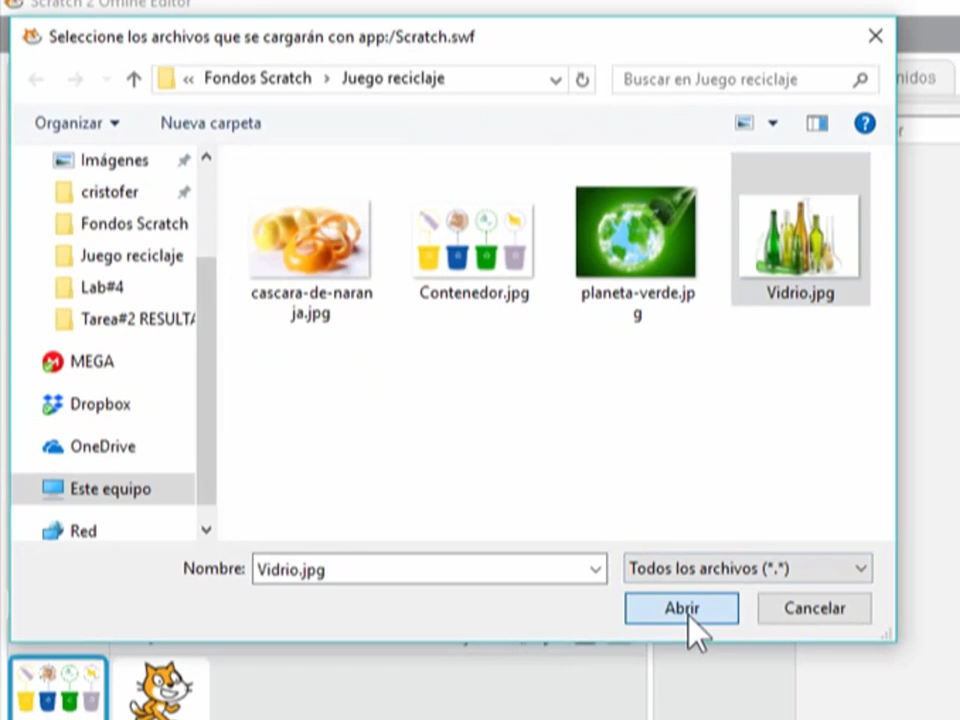 Scratch 2 Offline Editor
Seleccione los archivos que se cargarán con app:/Scratch.swf
« Fondos Scratch › Juego reciclaje
Buscar en Juego reciclaje
nidos
Organizar
Nueva carpeta
Imágenes
cristofer
Fondos Scratch
Juego reciclaje
Lab#4
Tarea#2 RESULTA
MEGA
Dropbox
OneDrive
Este equipo
Red
cascara-de-naran
ja.jpg
Contenedor.jpg
planeta-verde.jp
g
Vidrio.jpg
Nombre:
Vidrio.jpg
Todos los archivos (*.*)
Abrir
Cancelar